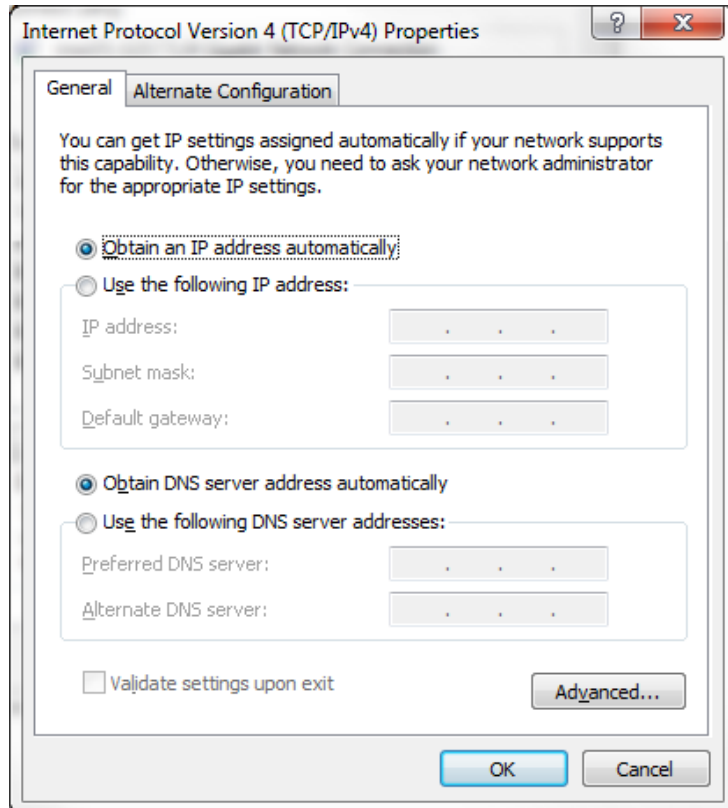 Internet Protocol Version 4 (TCP/IPv4) Properties
General
Alternate Configuration
You can get IP settings assigned automatically if your network supports
this capability. Otherwise, you need to ask your network administrator
for the appropriate IP settings.
Obtain an IP address automatically
Use the following IP address:
IP address:
Subnet mask:
Default gateway:
Obtain DNS server address automatically
Use the following DNS server addresses:
Preferred DNS server:
Alternate DNS server:
Validate settings upon exit
Advanced...
OK
Cancel